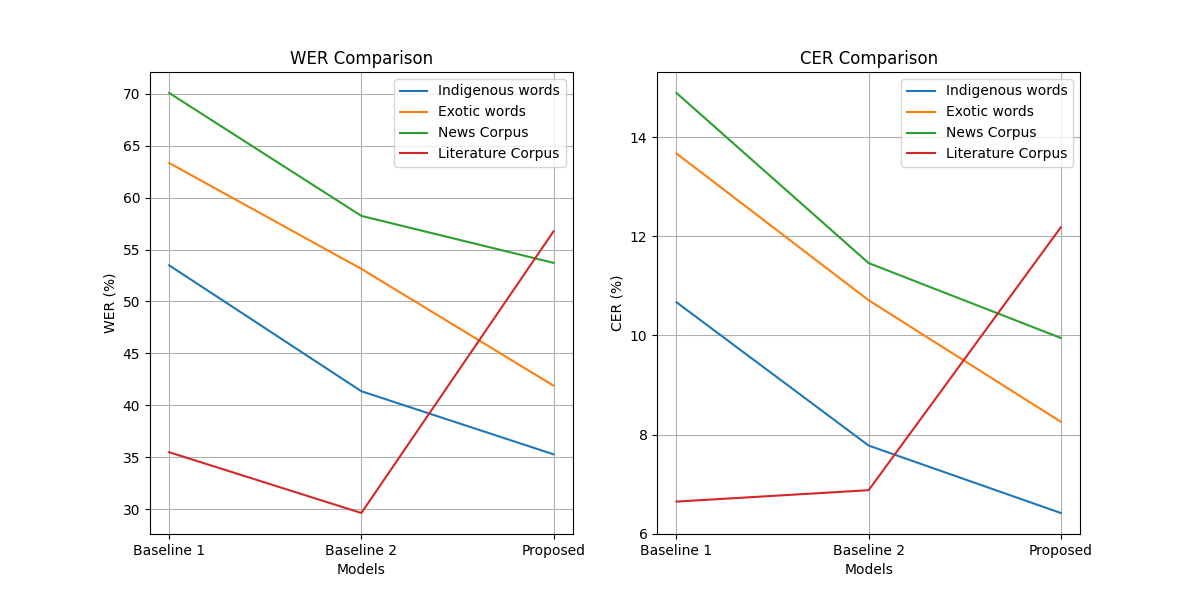 WER Comparison
70
65
60
55
50
45
40
35
30
WER (%)
Indigenous words
Exotic words
News Corpus
Literature Corpus
Baseline 1
Baseline 2
Proposed
Models
CER Comparison
14
12
10
8
6
CER (%)
Indigenous words
Exotic words
News Corpus
Literature Corpus
Baseline 1
Baseline 2
Proposed
Models